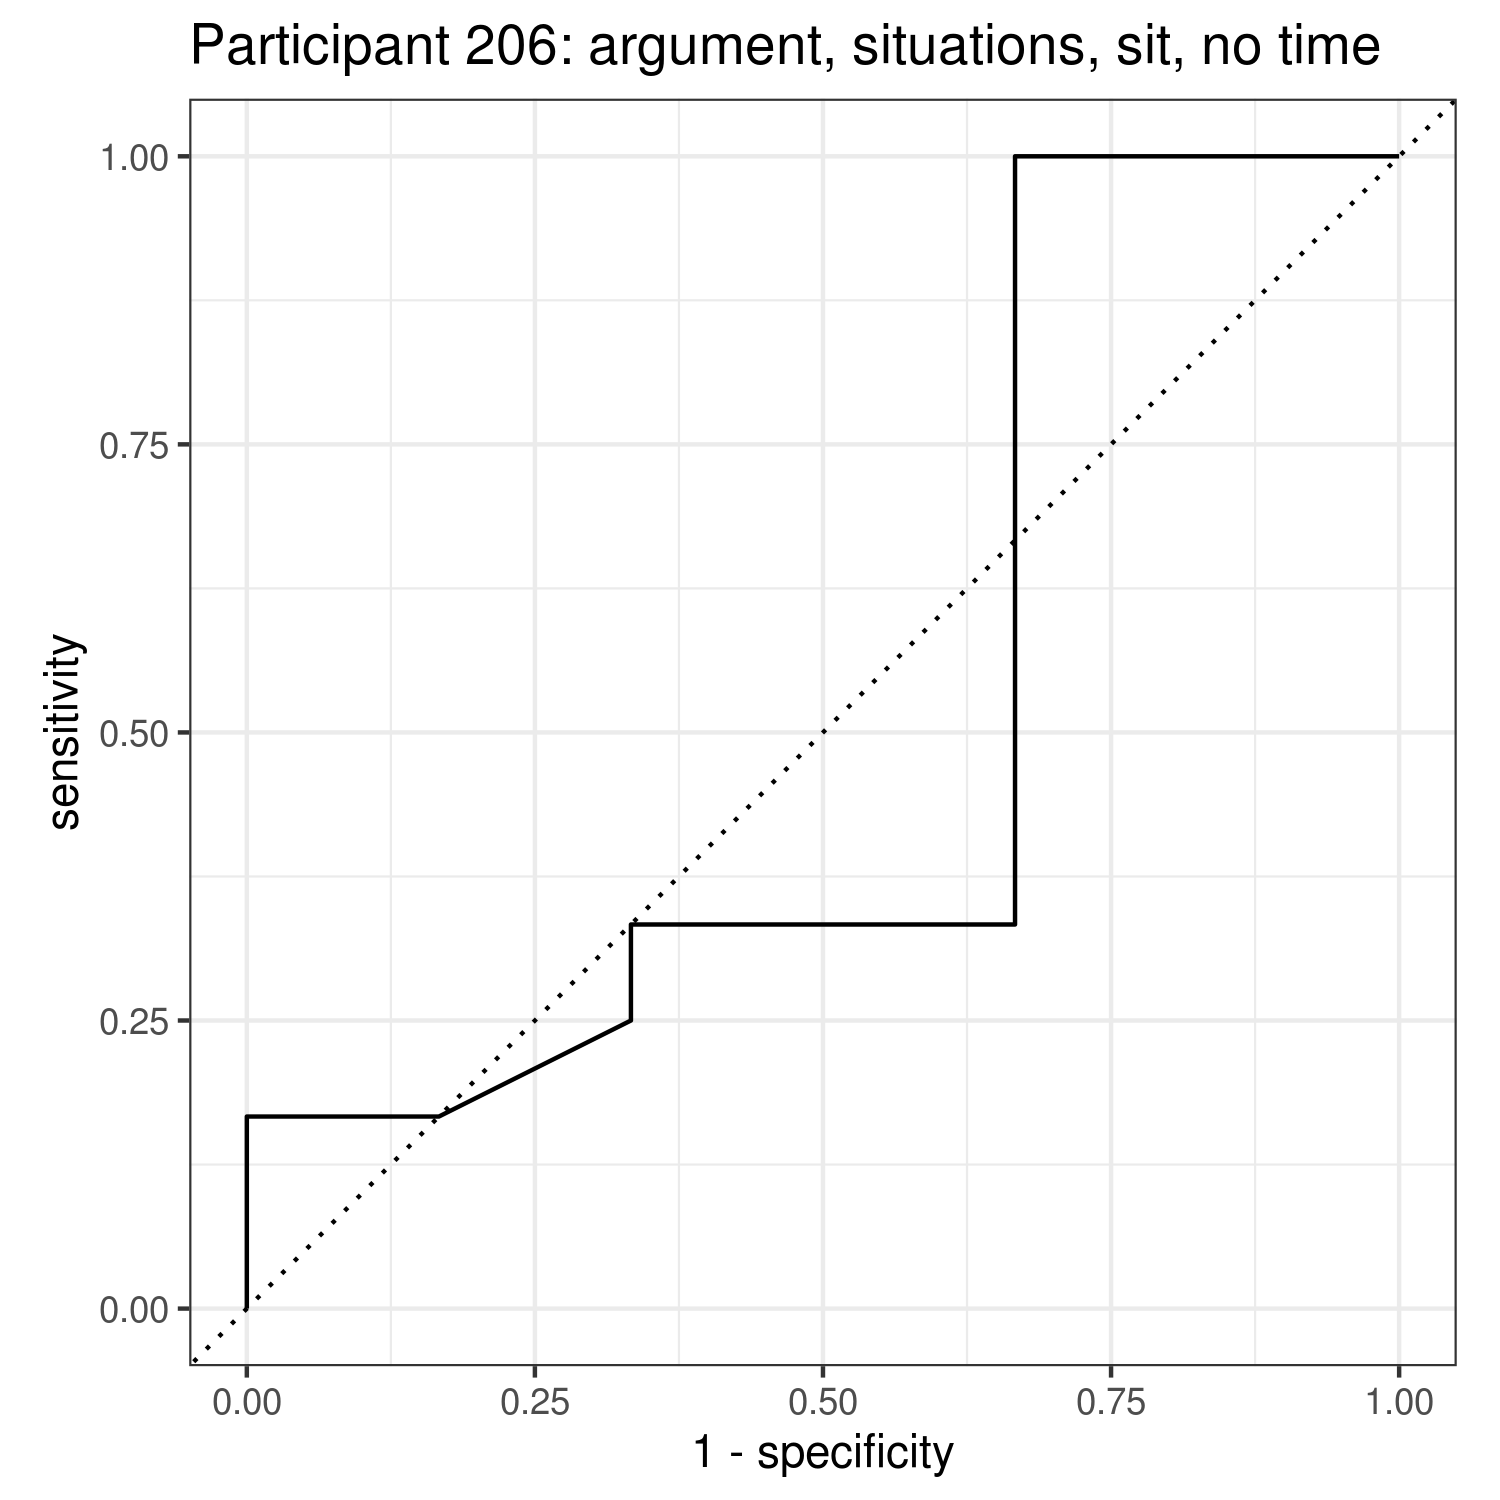 Participant 206: argument, situations, sit, no time
1.00
0.75
0.50
0.25
0.00
sensitivity
0.00 0.25 0.50 0.75 1.00
1 - specificity